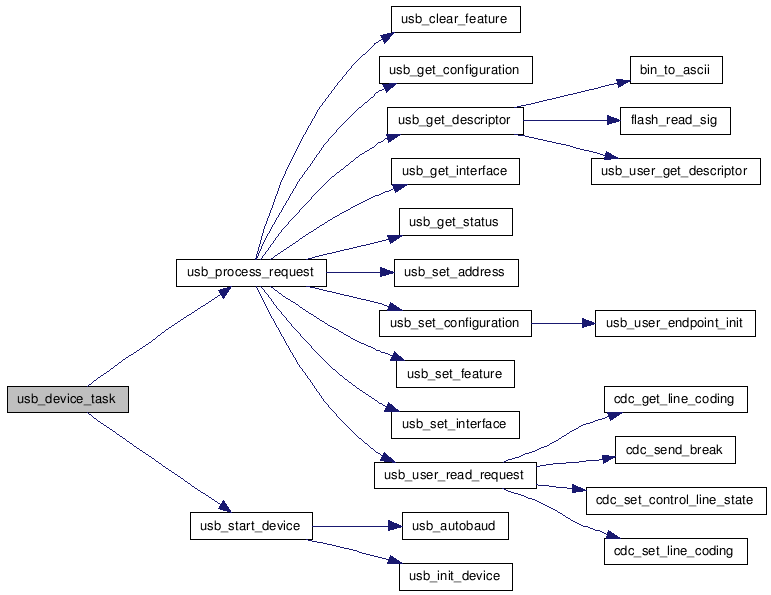 usb_clear_feature
usb_get_configuration
bin_to_ascii
usb_get_descriptor
flash_read_sig
usb_get_interface
usb_user_get_descriptor
usb_get_status
usb_process_request
usb_set_address
usb_set_configuration
usb_user_endpoint_init
usb_set_feature
usb_device_task
cdc_get_line_coding
usb_set_interface
cdc_send_break
usb_user_read_request
cdc_set_control_line_state
usb_start_device
usb_autobaud
cdc_set_line_coding
usb_init_device